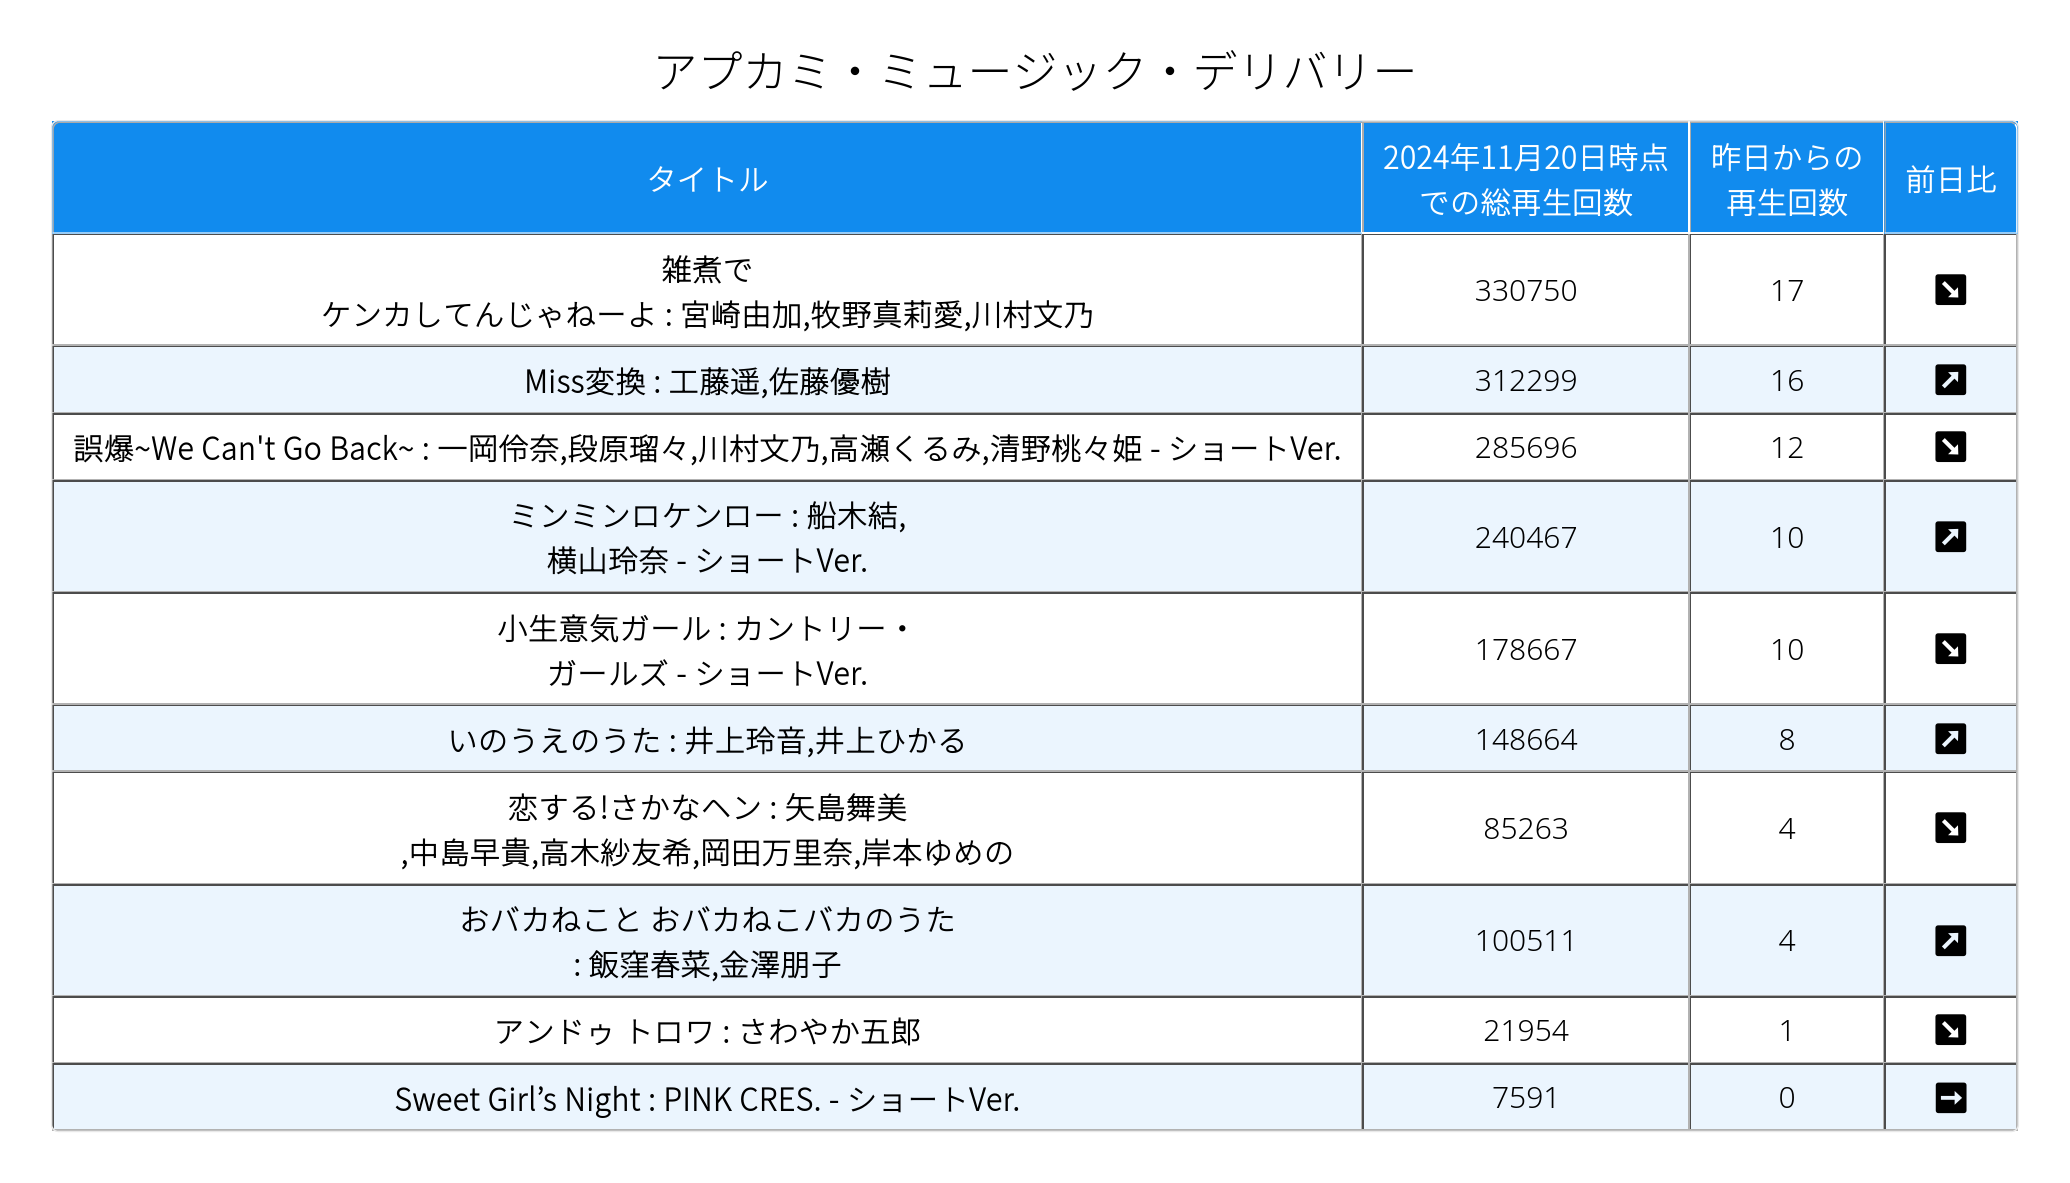 アプカミ・ミュージック・デリバリー
タイトル
2024年11月20日時点
での総再生回数
昨日からの
再生回数
前日比
雑煮で
ケンカしてんじゃねーよ : 宮崎由加,牧野真莉愛,川村文乃
330750
17
↘
Miss変換 : 工藤遥,佐藤優樹
312299
16
↗
誤爆~We Can't Go Back~ : 一岡伶奈,段原瑠々,川村文乃,高瀬くるみ,清野桃々姫 - ショートVer.
285696
12
↘
ミンミンロケンロー : 船木結,
横山玲奈 - ショートVer.
240467
10
↗
小生意気ガール : カントリー・
ガールズ - ショートVer.
178667
10
↘
いのうえのうた : 井上玲音,井上ひかる
148664
8
↗
恋する!さかなヘン : 矢島舞美
,中島早貴,高木紗友希,岡田万里奈,岸本ゆめの
85263
4
↘
おバカねこと おバカねこバカのうた
: 飯窪春菜,金澤朋子
100511
4
↗
アンドゥ トロワ : さわやか五郎
21954
1
↘
Sweet Girl’s Night : PINK CRES. - ショートVer.
7591
0
→